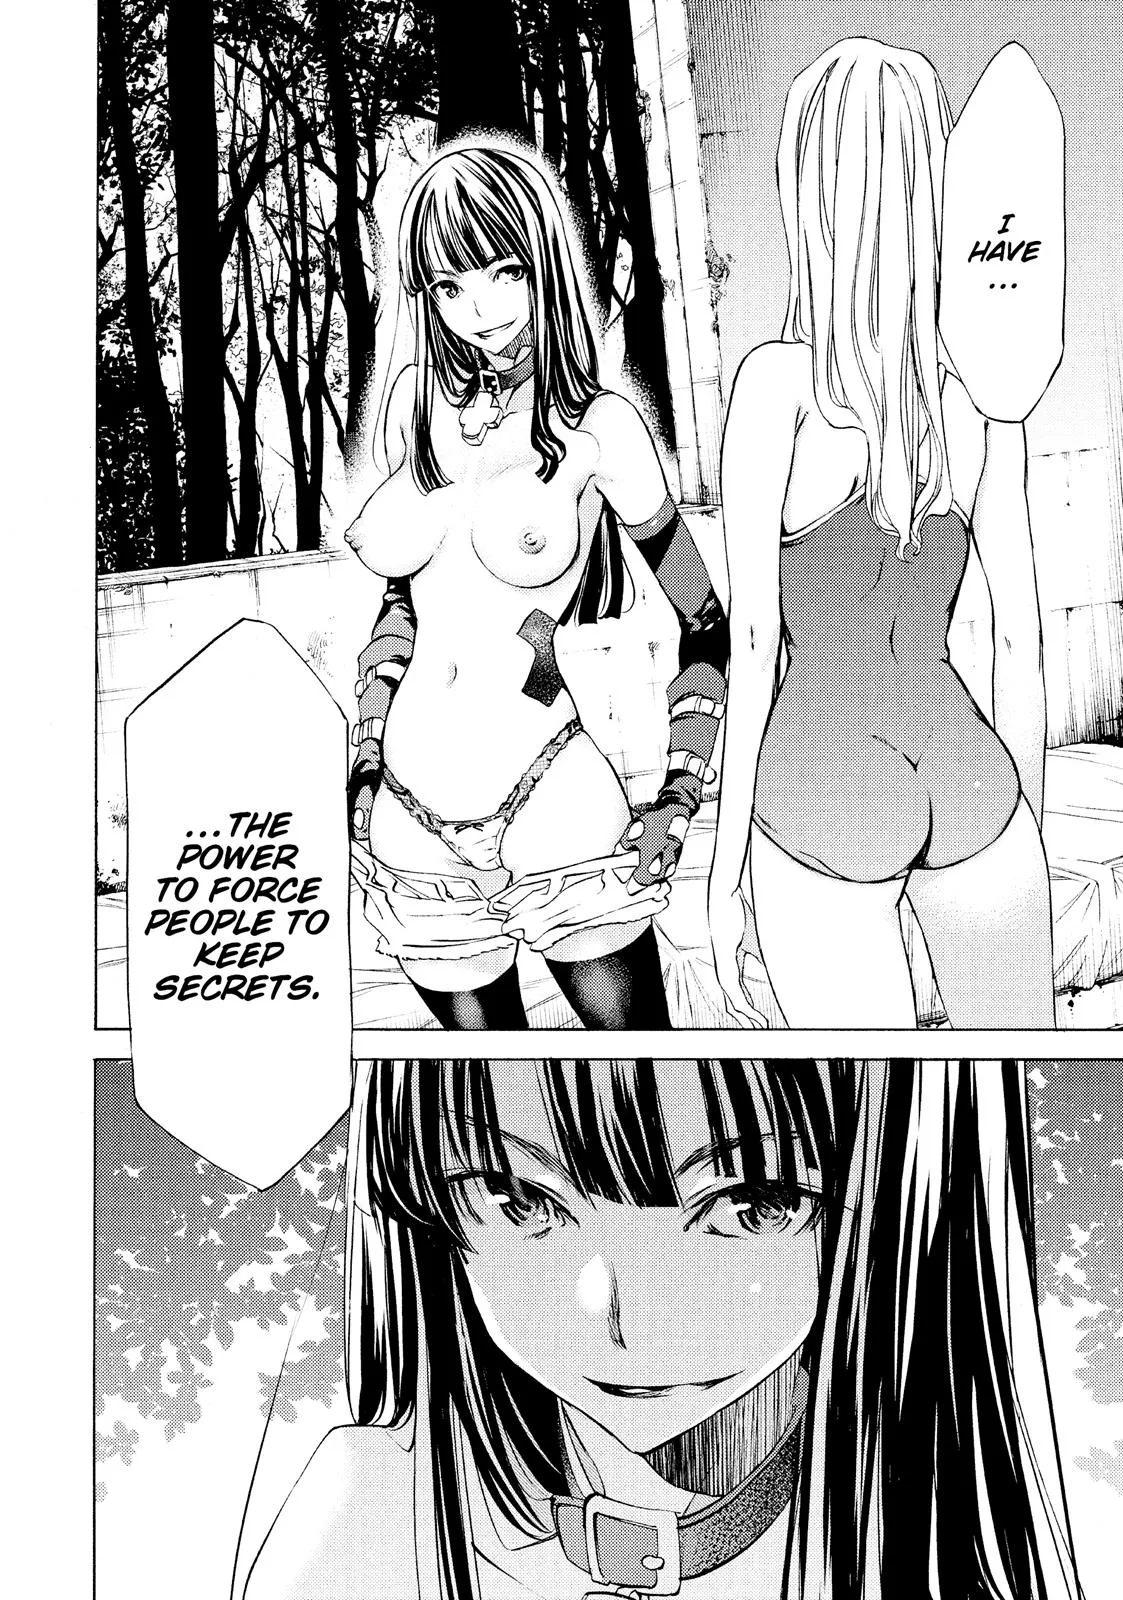 I
HAVE
...
...THE
POWER
TO FORCE
PEOPLE TO
KEEP
SECRETS.